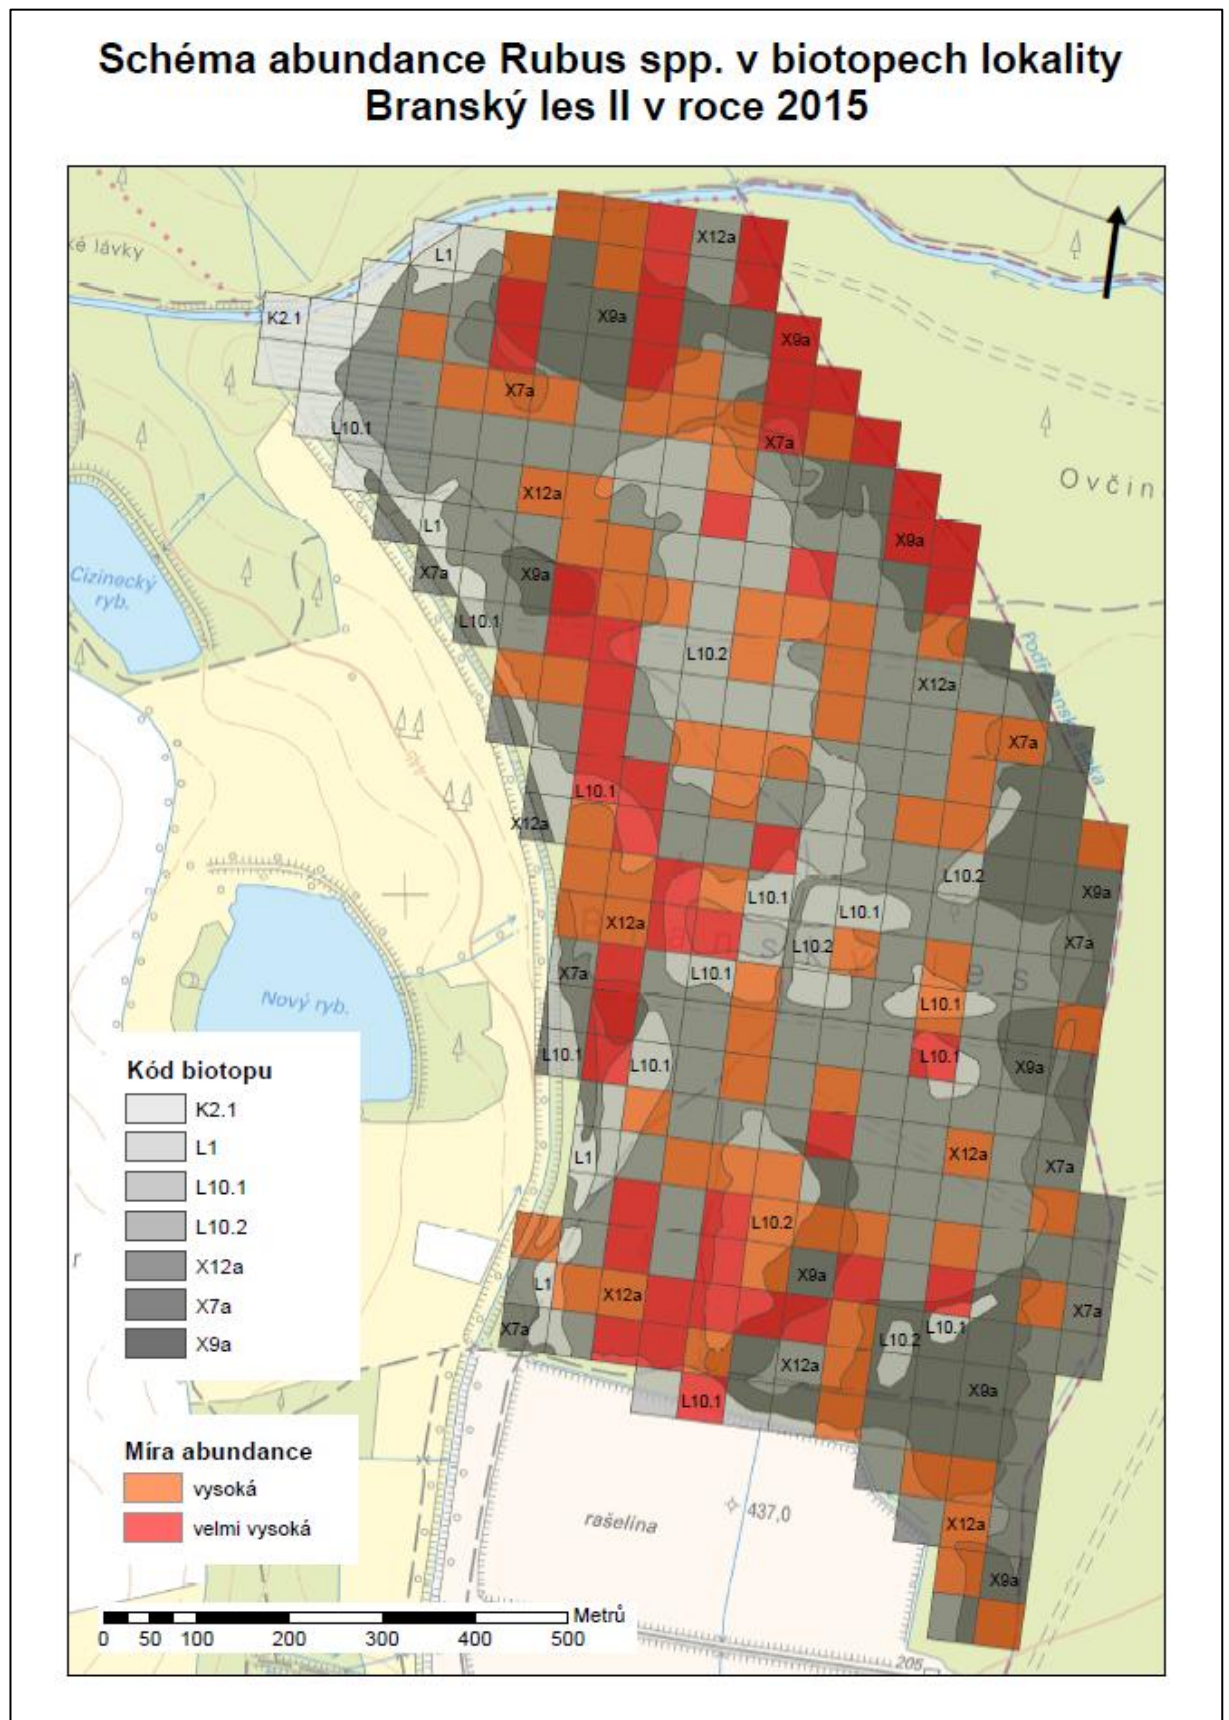 Schéma abundance Rubus spp. v biotopech lokality
Branský les II v roce 2015
ké lávky
L1
X12a
K2.1
X9a
X9a
X7a
L10.1
X7a
Ovčín
X12a
L1
X9a
Cizinecký
ryb.
X7a
X9a
L10.1
L10.2
X12a
X7a
L10.1
X12a
L10.2
X9a
L10.1
L10.1
B r a n s k ý l e s
X12a
L10.2
X7a
X7a
L10.1
Nový ryb.
L10.1
L10.1
L10.1
L10.1
X9a
L1
X12a
X7a
L10.2
X9a
L1
X12a
X7a
X7a
L10.2
L10.1
X12a
X9a
L10.1
rašelina
437,0
X12a
X9a
205
Kód biotopu
K2.1
L1
L10.1
L10.2
X12a
X7a
X9a
Míra abundance
vysoká
velmi vysoká
Metrů
0 50 100 200 300 400 500